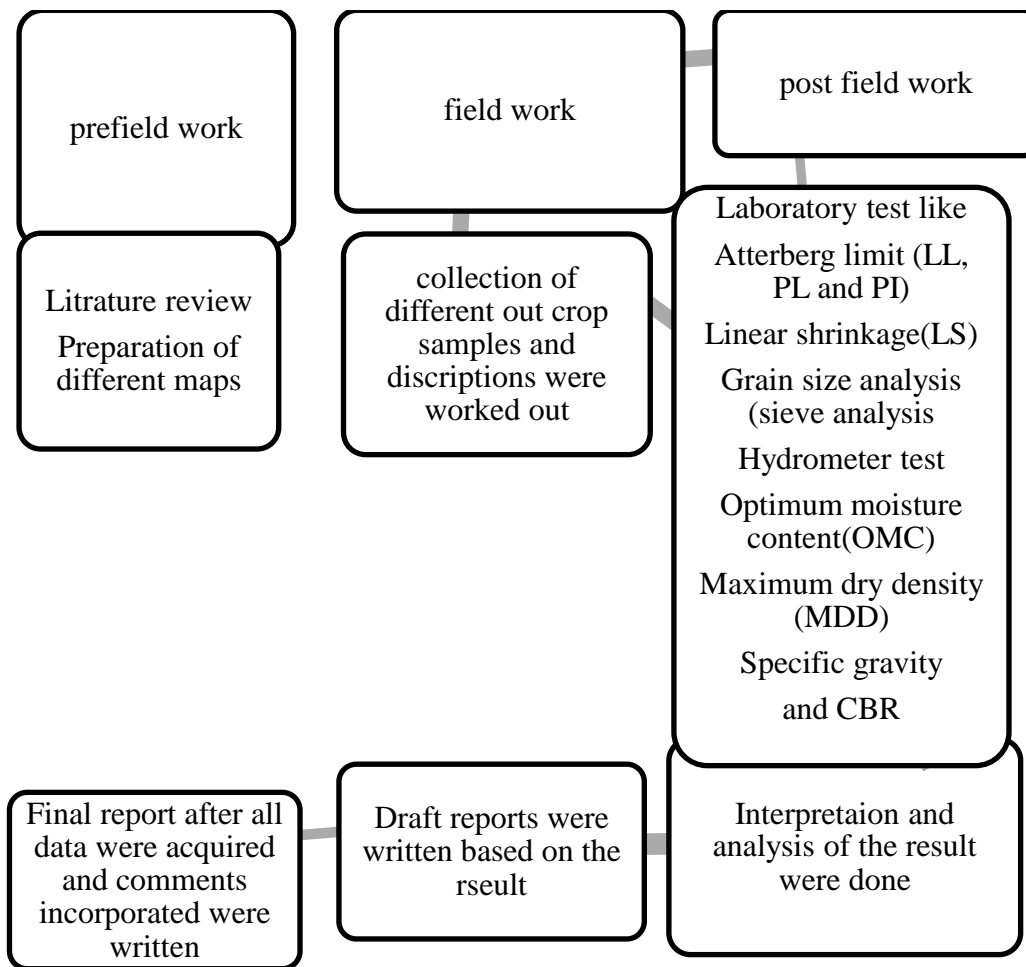 prefield work
field work
post field work
Litrature review
Preparation of
different maps
collection of
different out crop
samples and
discriptions were
worked out
Laboratory test like
Atterberg limit (LL,
PL and PI)
Linear shrinkage(LS)
Grain size analysis
(sieve analysis
Hydrometer test
Optimum moisture
content(OMC)
Maximum dry density
(MDD)
Specific gravity
and CBR
Interpretaion and
analysis of the result
were done
Draft reports were
written based on the
rseult
Final report after all
data were acquired
and comments
incorporated were
written